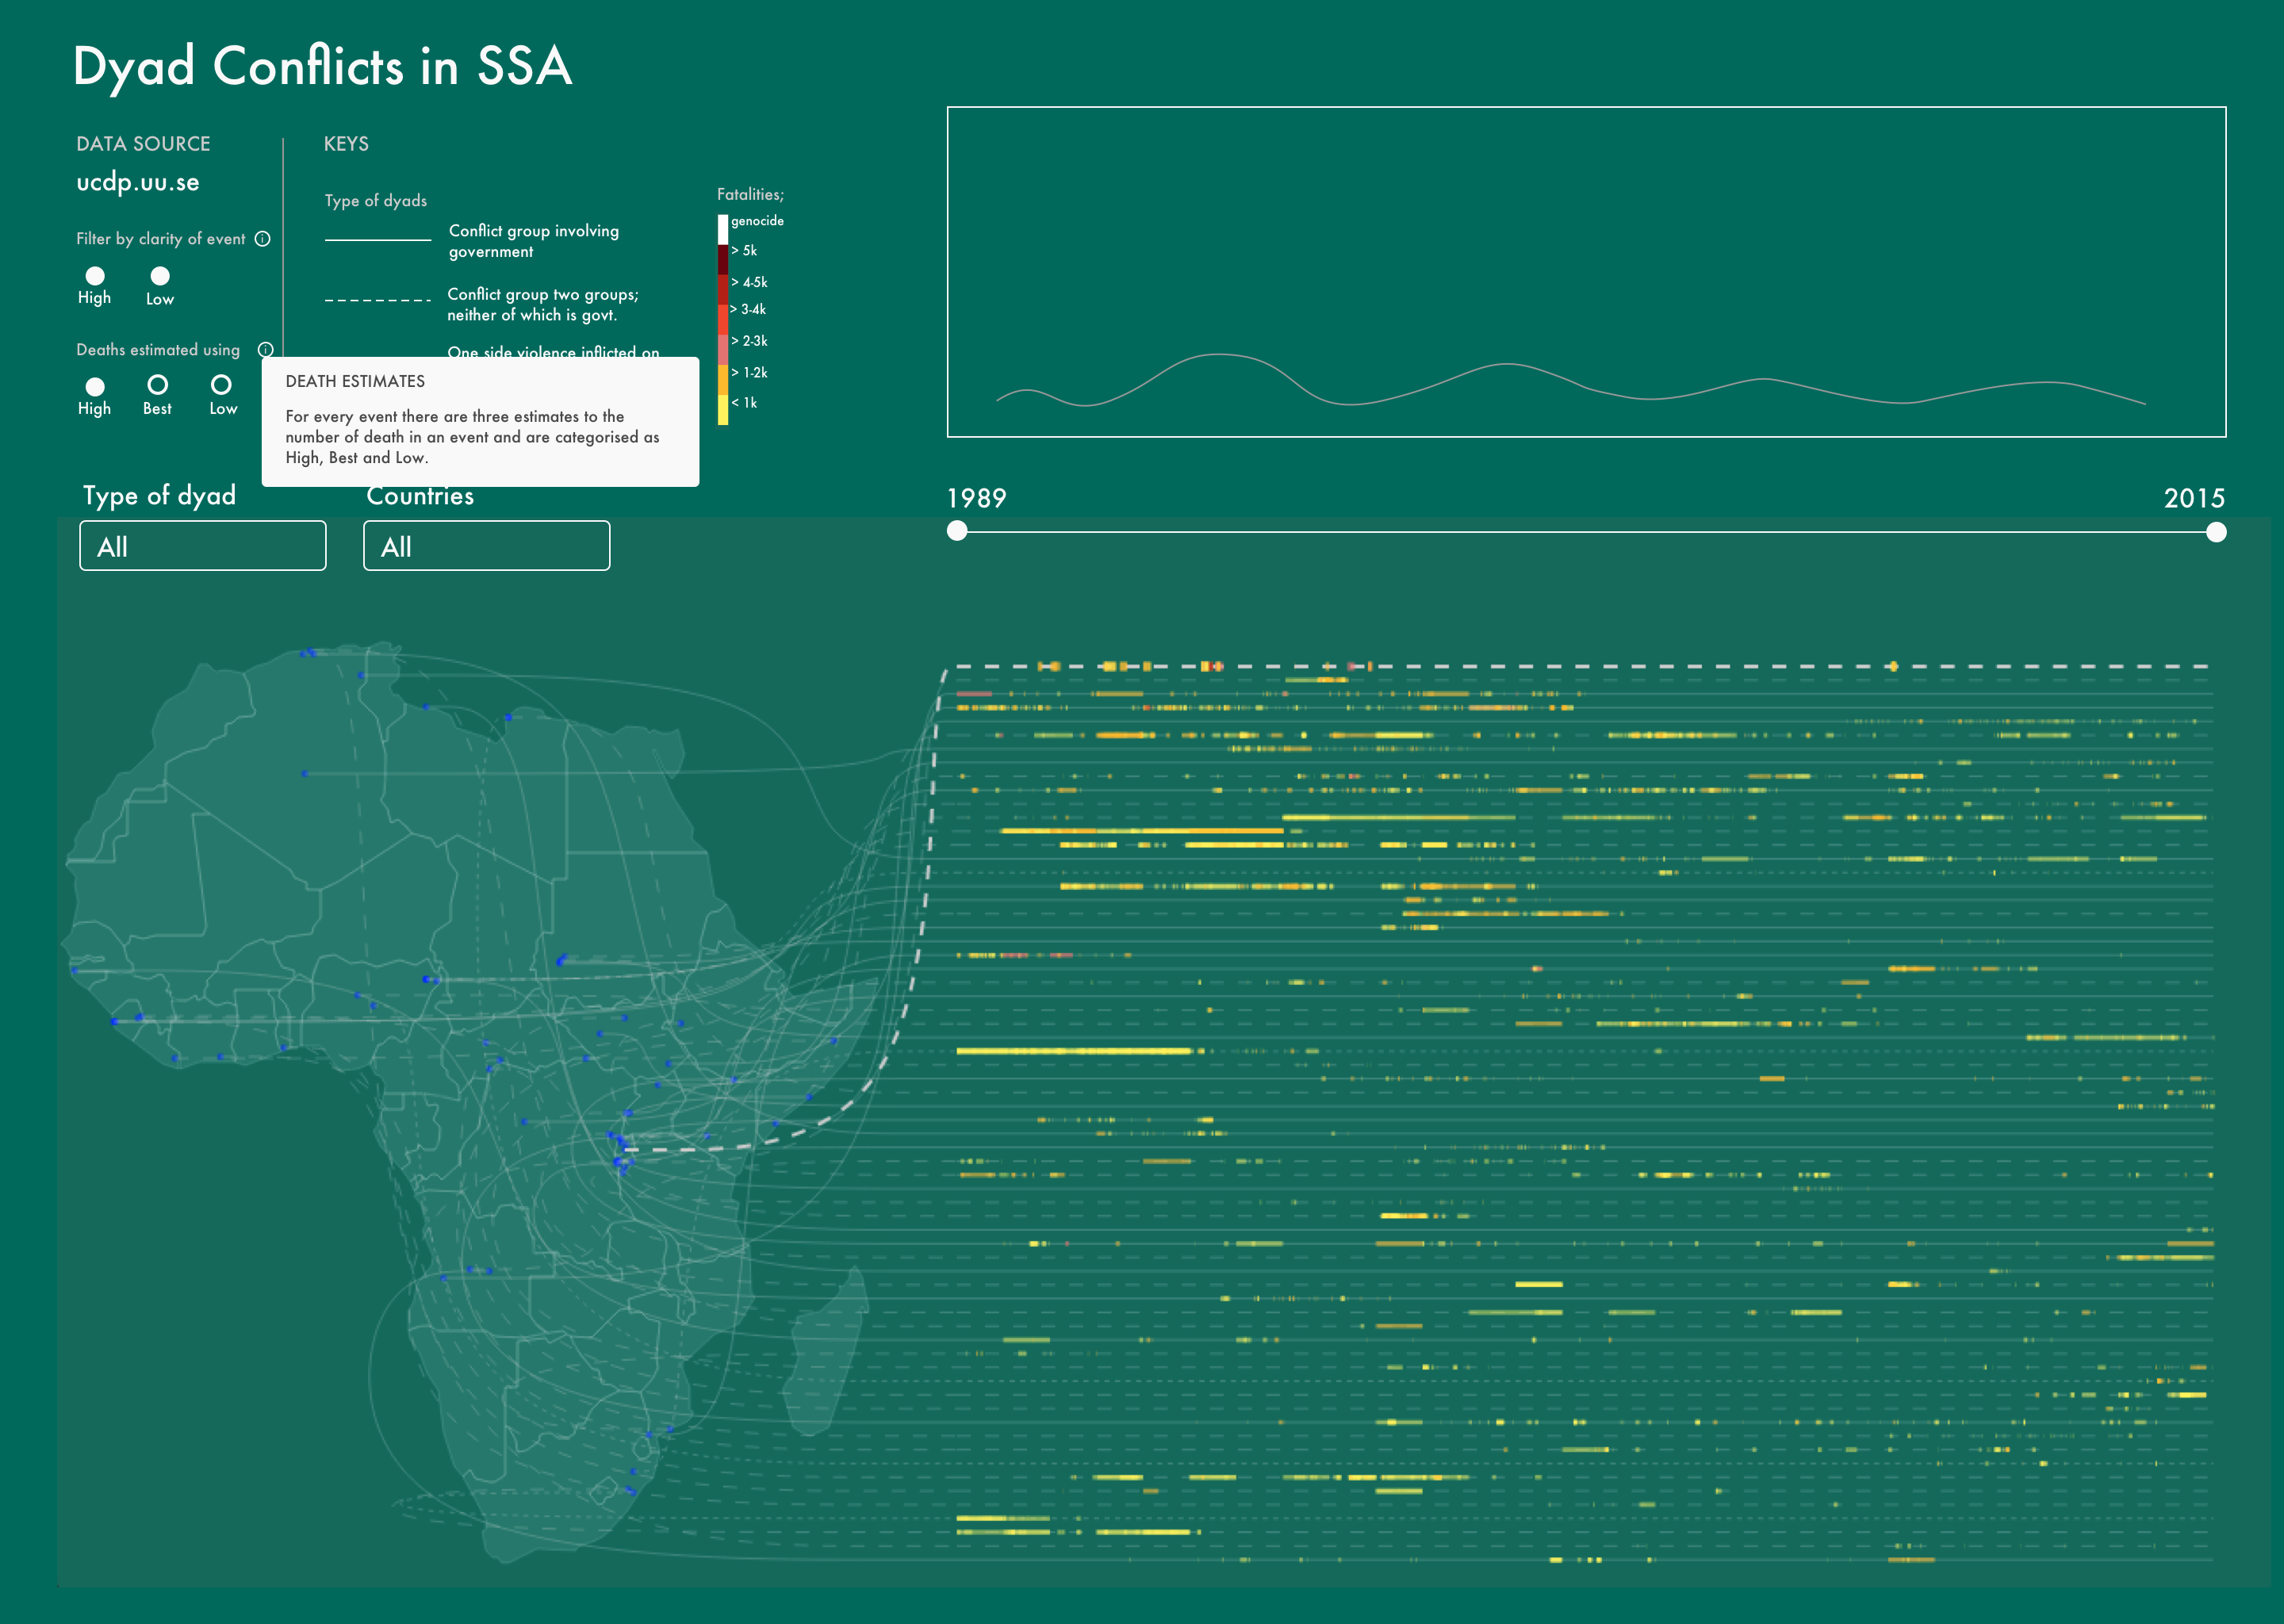 Dyad Conflicts in SSA
DATA SOURCE
ucdp.uu.se
Filter by clarity of event
High
Low
Deaths estimated using
High
Best
Low
KEYS
Type of dyads
Conflict group involving
government
Conflict group two groups;
neither of which is govt.
One side violence inflicted on
Fatalities;
genocide
> 5k
> 4-5k
> 3-4k
> 2-3k
> 1-2k
< 1k
DEATH ESTIMATES
For every event there are three estimates to the
number of death in an event and are categorised as
High, Best and Low.
Type of dyad
All
Countries
All
1989
2015